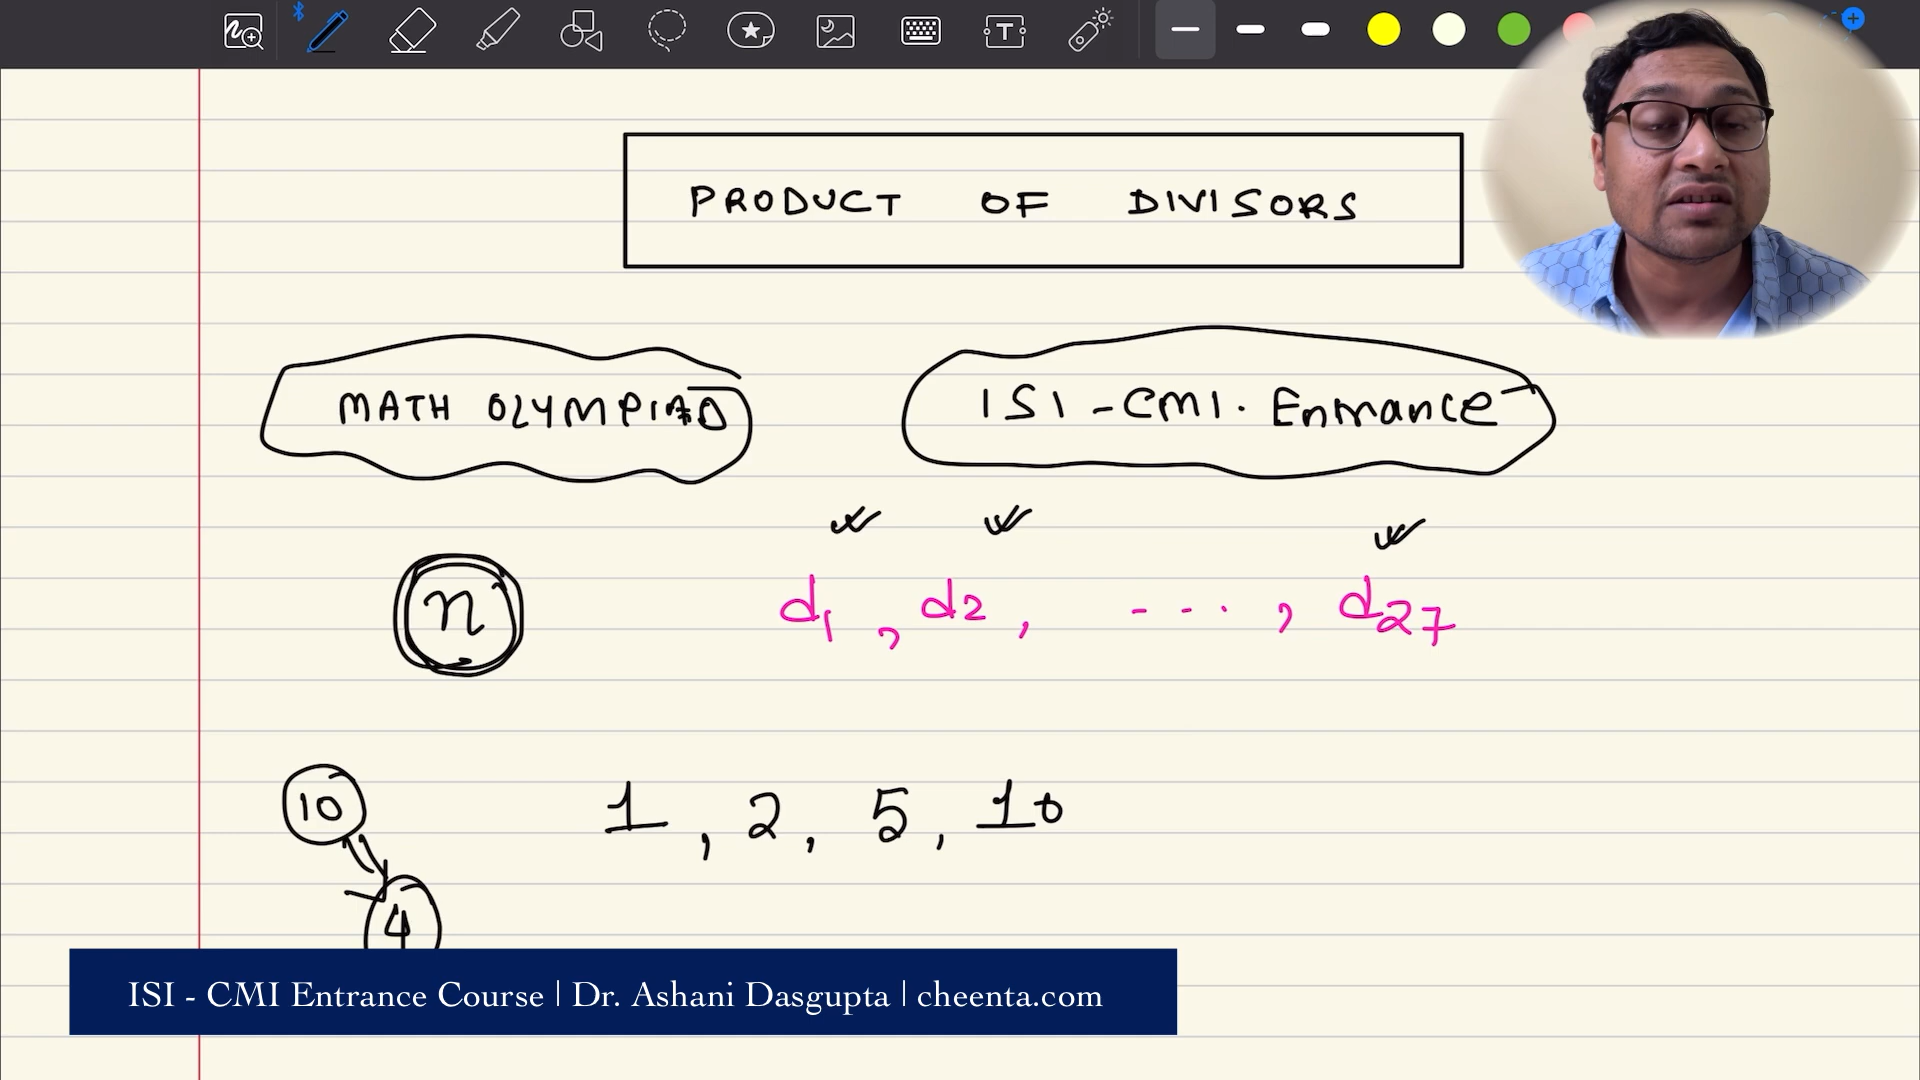 PRODUCT OF DIVISORS
MATH OLYMPIAD
ISI - CMI. Entrance
n d1, d2, ...., d27
10 1, 2, 5, 10
4
ISI - CMI Entrance Course | Dr. Ashani Dasgupta | cheenta.com